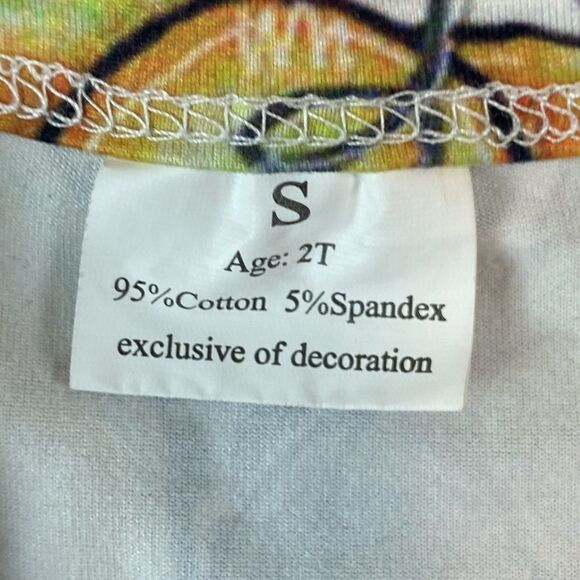 S
Age: 2T
95%Cotton 5%Spandex
exclusive of decoration